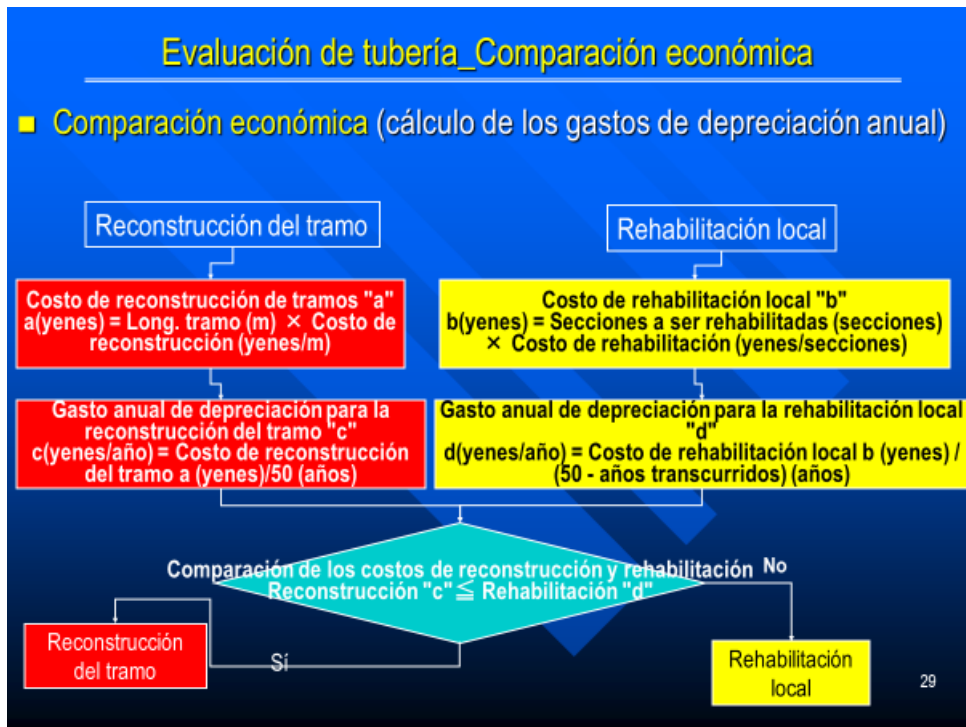 Evaluación de tubería_Comparación económica
Comparación económica (cálculo de los gastos de depreciación anual)
Reconstrucción del tramo
Costo de reconstrucción de tramos "a"
a(yenes) = Long. tramo (m) × Costo de
reconstrucción (yenes/m)
Gasto anual de depreciación para la
reconstrucción del tramo "c"
c(yenes/año) = Costo de reconstrucción
del tramo a (yenes)/50 (años)
Rehabilitación local
Costo de rehabilitación local "b"
b(yenes) = Secciones a ser rehabilitadas (secciones)
× Costo de rehabilitación (yenes/secciones)
Gasto anual de depreciación para la rehabilitación local
"d"
d(yenes/año) = Costo de rehabilitación local b (yenes) /
(50 - años transcurridos) (años)
Comparación de los costos de reconstrucción y rehabilitación
Reconstrucción "c" ≦ Rehabilitación "d"
No
Sí
Reconstrucción
del tramo
Rehabilitación
local
29